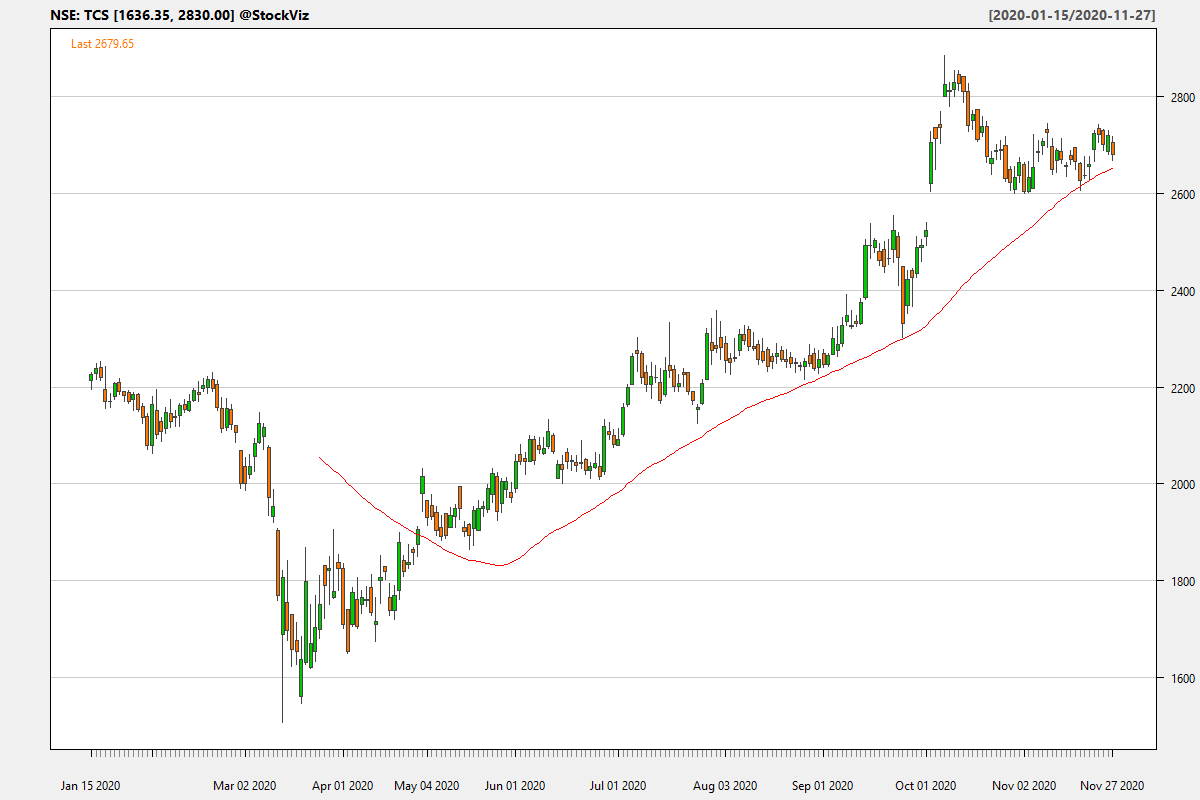 NSE: TCS [1636.35, 2830.00] @StockViz [2020-01-15/2020-11-27]
Last 2679.65
2800
2600
2400
2200
2000
1800
1600
Jan 15 2020 Mar 02 2020 Apr 01 2020 May 04 2020 Jun 01 2020 Jul 01 2020 Aug 03 2020 Sep 01 2020 Oct 01 2020 Nov 02 2020 Nov 27 2020